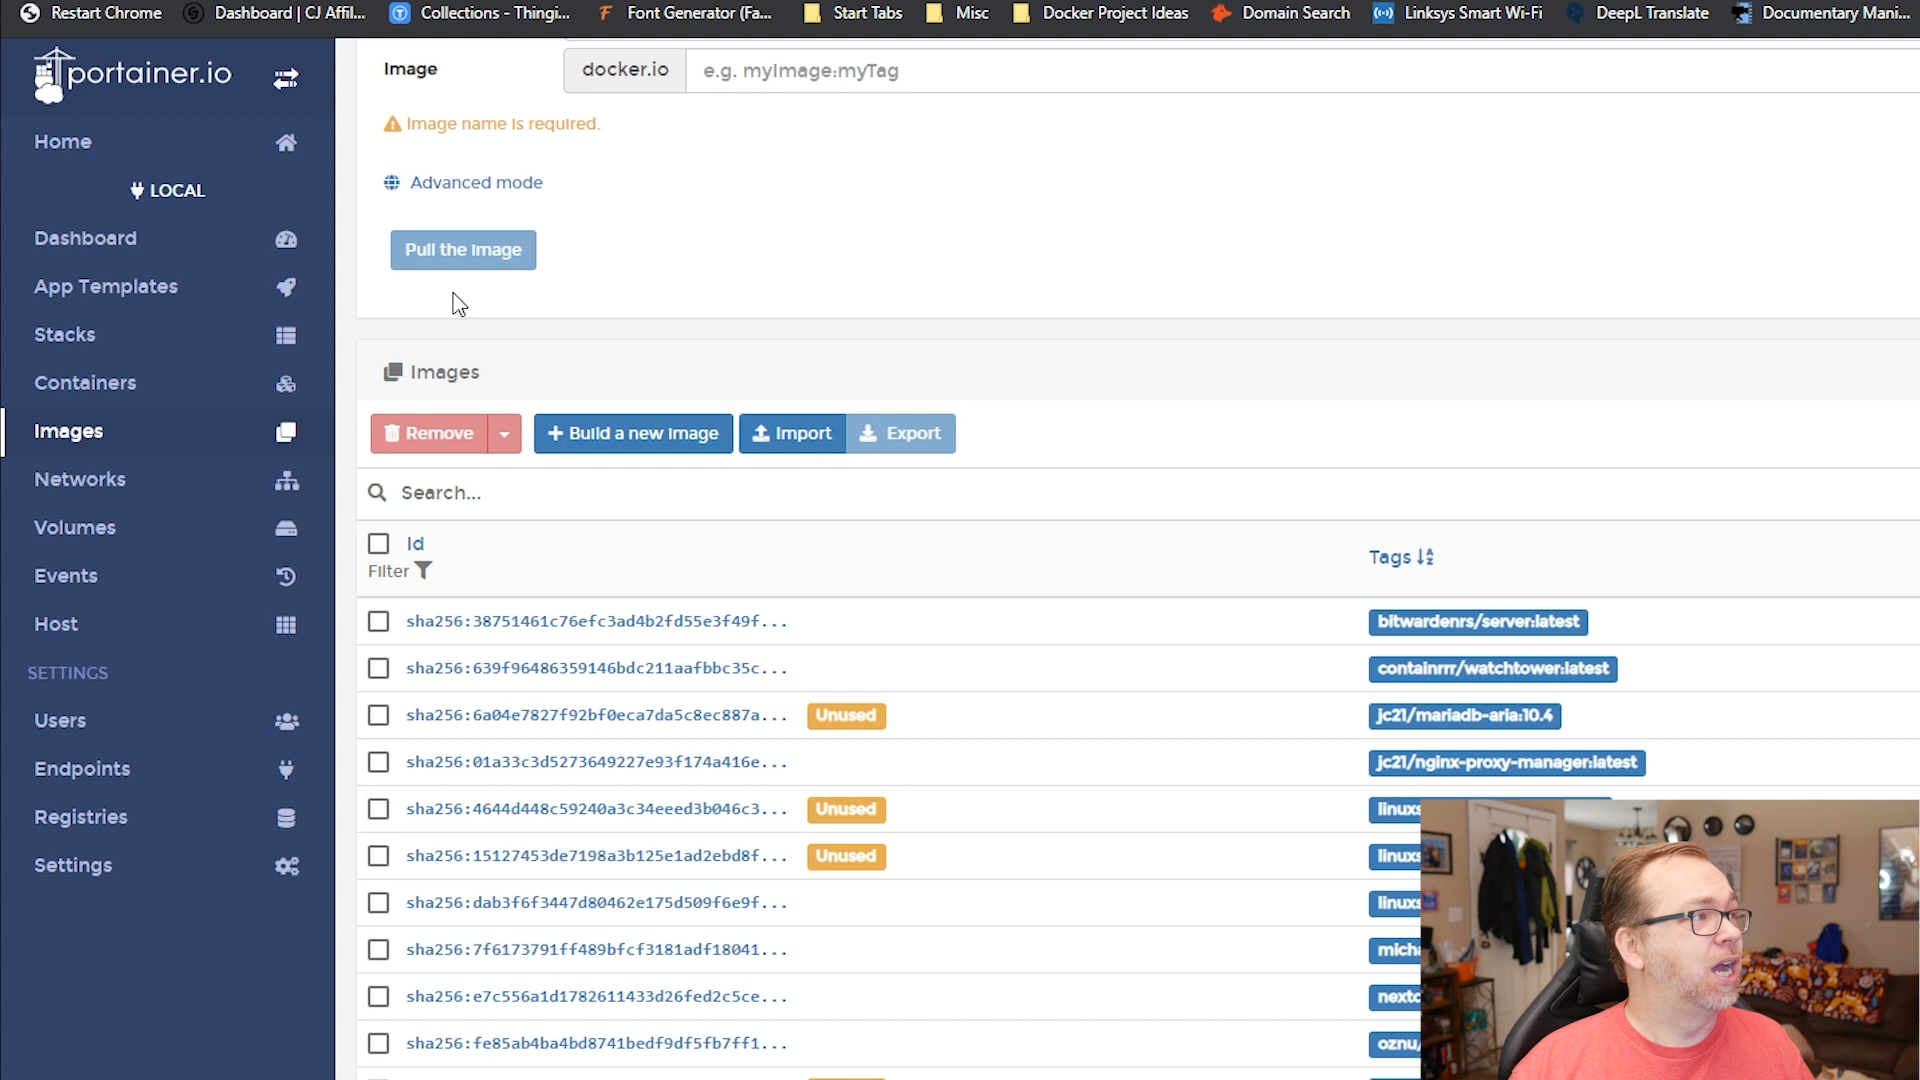 Restart Chrome
Dashboard | CJ Affil...
Collections - Thingi...
Font Generator (Fa...
Start Tabs
Misc
Docker Project Ideas
Domain Search
Linksys Smart Wi-Fi
DeepL Translate
Documentary Mani...
portainer.io
Home
LOCAL
Dashboard
App Templates
Stacks
Containers
Images
Networks
Volumes
Events
Host
SETTINGS
Users
Endpoints
Registries
Settings
Image
docker.io
e.g. myImage:myTag
Image name is required.
Advanced mode
Pull the image
Images
Remove
Build a new image
Import
Export
Search...
Id
Filter
Tags
sha256:38751461c76efc3ad4b2fd55e3f49f...
bitwardenrs/server:latest
sha256:639f96486359146bdc211aafbbc35c...
containrrr/watchtower:latest
sha256:6a04e7827f92bf0eca7da5c8ec887a... Unused
jc21/mariadb-aria:10.4
sha256:01a33c3d5273649227e93f174a416e...
jc21/nginx-proxy-manager:latest
sha256:4644d448c59240a3c34eeed3b046c3... Unused
linuxs
sha256:15127453de7198a3b125e1ad2ebd8f... Unused
linuxs
sha256:dab3f6f3447d80462e175d509f6e9f...
linuxs
sha256:7f6173791ff489bfcf3181adf18041...
micha
sha256:e7c556a1d1782611433d26fed2c5ce...
nextc
sha256:fe85ab4ba4bd8741bedf9df5fb7ff1...
oznu/